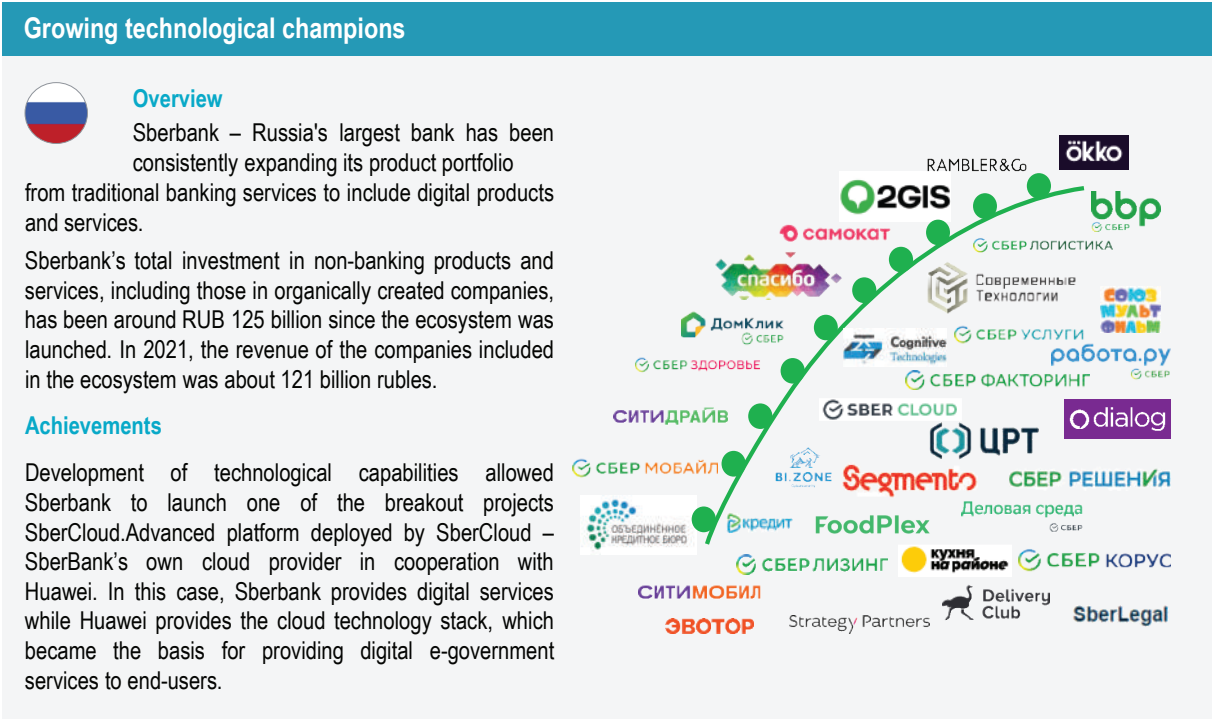 Growing technological champions
Overview
Sberbank – Russia's largest bank has been
consistently expanding its product portfolio
from traditional banking services to include digital products
and services.
Sberbank's total investment in non-banking products and
services, including those in organically created companies,
has been around RUB 125 billion since the ecosystem was
launched. In 2021, the revenue of the companies included
in the ecosystem was about 121 billion rubles.
Achievements
Development of technological capabilities allowed
Sberbank to launch one of the breakout projects
SberCloud.Advanced platform deployed by SberCloud –
SberBank's own cloud provider in cooperation with
Huawei. In this case, Sberbank provides digital services
while Huawei provides the cloud technology stack, which
became the basis for providing digital e-government
services to end-users.
ökko
RAMBLER&Co
2GIS
bbp
СБЕР
самокат
СБЕР ЛОГИСТИКА
спасибо
Современные
Технологии
СОЮЗ
МУЛЬТ
ФИЛЬМ
ДомКлик
СБЕР
Cognitive
Technologies
СБЕР УСЛУГИ
работа.ру
СБЕР
СБЕР ЗДОРОВЬЕ
СБЕР ФАКТОРИНГ
СИТИДРАЙВ
SBER CLOUD
dialog
ЦРТ
СБЕР МОБАЙЛ
BI.ZONE
Segmento
СБЕР РЕШЕНИЯ
ОБЪЕДИНЁННОЕ
КРЕДИТНОЕ БЮРО
кредит
FoodPlex
Деловая среда
СБЕР
СБЕР ЛИЗИНГ
КУХНЯ
на районе
СБЕР КОРУС
СИТИМОБИЛ
ЭВОТОР
Strategy Partners
Delivery
Club
SberLegal